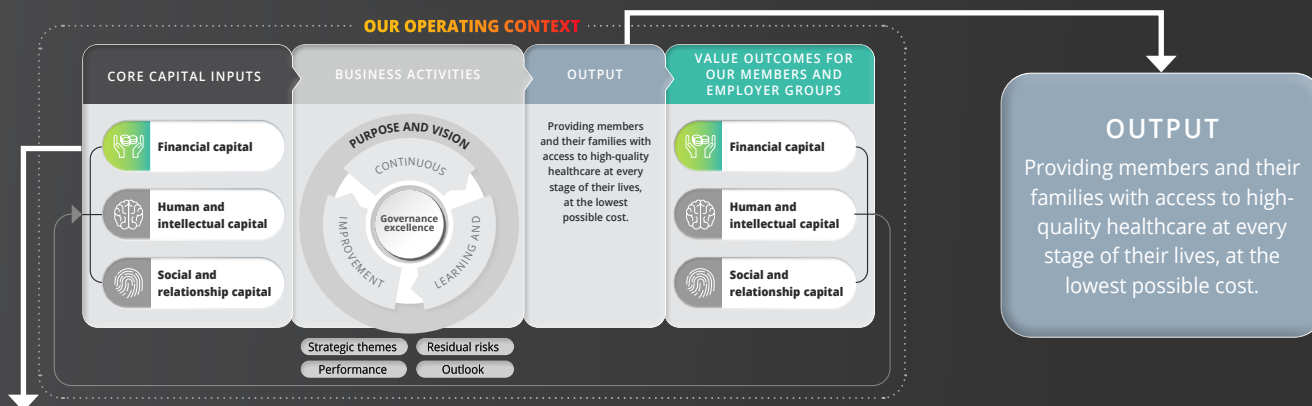 OUR OPERATING CONTEXT
CORE CAPITAL INPUTS
Financial capital
Human and
intellectual capital
Social and
relationship capital
BUSINESS ACTIVITIES
PURPOSE AND VISION
CONTINUOUS
LEARNING AND
IMPROVEMENT
Governance
excellence
Strategic themes
Residual risks
Performance
Outlook
OUTPUT
Providing members
and their families with
access to high-quality
healthcare at every
stage of their lives,
at the lowest
possible cost.
VALUE OUTCOMES FOR
OUR MEMBERS AND
EMPLOYER GROUPS
Financial capital
Human and
intellectual capital
Social and
relationship capital
OUTPUT
Providing members and their
families with access to high-
quality healthcare at every
stage of their lives, at the
lowest possible cost.